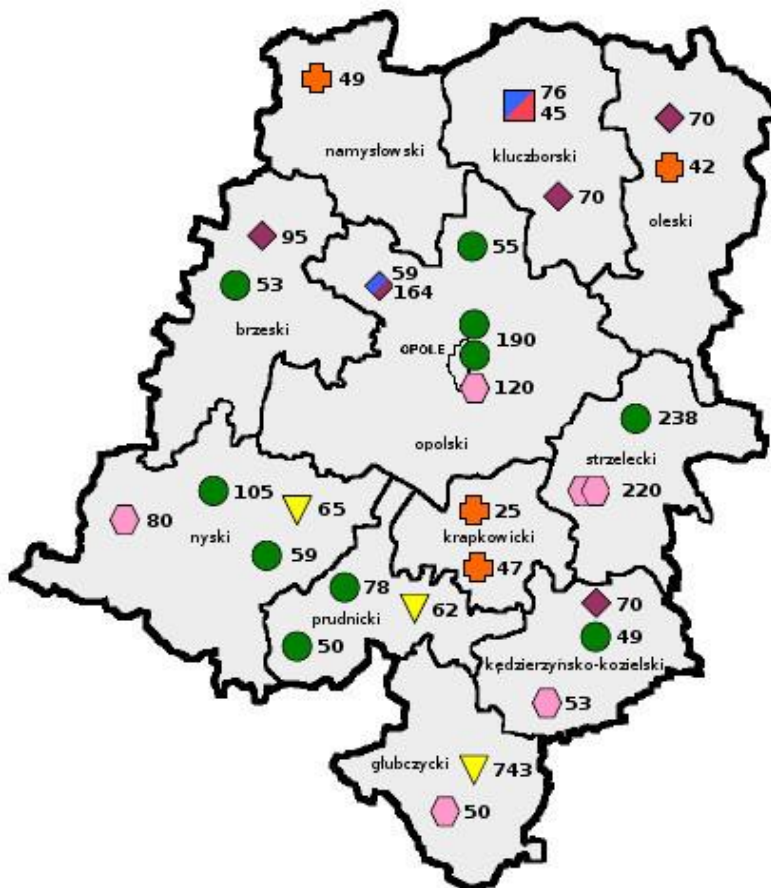 49
76
45
70
namysłowski
kluczborski
42
70
oleski
95
55
59
164
53
brzeski
190
OPOLE
120
238
opolski
strzelecki
105
65
220
80
25
nyski
krapkowicki
59
47
78
62
70
prudnicki
50
49
kędzierzyńsko-kozielski
53
głubczycki
743
50